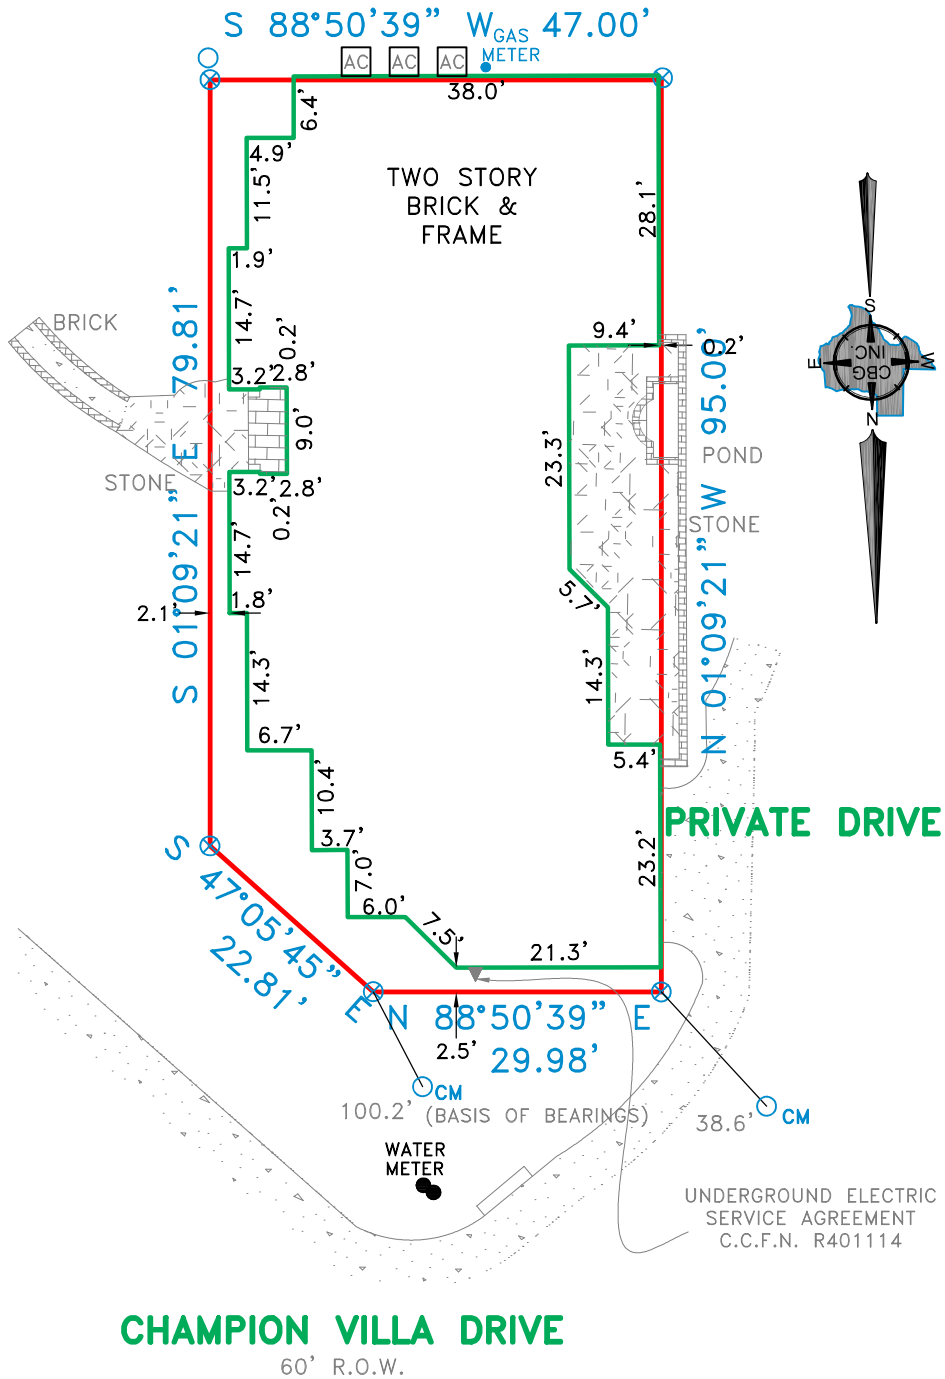 S 88°50'39" W 47.00'
GAS
METER
AC
AC
AC
38.0'
6.4'
4.9'
11.5'
TWO STORY
BRICK &
FRAME
28.1'
1.9'
14.7'
0.2'
BRICK
S 01°09'21" E 79.81'
9.4'
0.2'
3.2'
2.8'
9.0'
STONE
3.2'
2.8'
0.2'
23.3'
POND
STONE
N 01°09'21" W 95.00'
14.7'
5.7'
2.1'
1.8'
14.3'
14.3'
6.7'
5.4'
10.4'
3.7'
7.0'
PRIVATE DRIVE
23.2'
6.0'
7.5'
21.3'
S 47°05'45" E
22.81'
N 88°50'39" E
29.98'
2.5'
CM
100.2' (BASIS OF BEARINGS)
38.6'
CM
WATER
METER
UNDERGROUND ELECTRIC
SERVICE AGREEMENT
C.C.F.N. R401114
CHAMPION VILLA DRIVE
60' R.O.W.
S
E
W
N
CBG
INC.